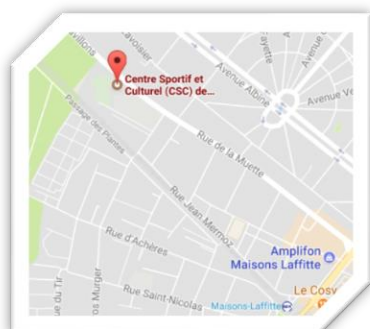 Lavoisier
Centre Sportif et
Culturel (CSC) de...
Avenue Albine
Passage des Plantes
Rue de la Muette
Rue Jean Mermoz
Rue d'Achères
Amplifon
Maisons Laffitte
Le Cosy
Rue Saint-Nicolas
Maisons-Laffitte